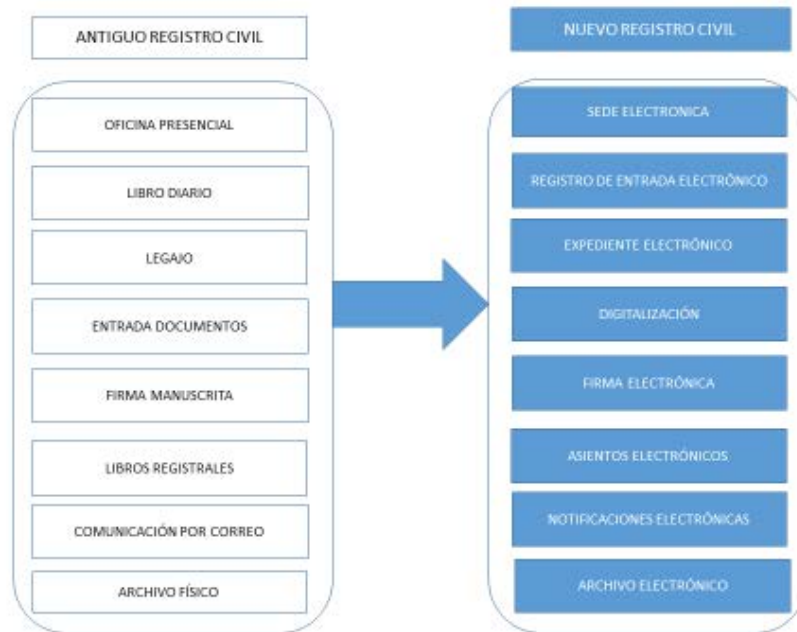 ANTIGUO REGISTRO CIVIL
OFICINA PRESENCIAL
LIBRO DIARIO
LEGAJO
ENTRADA DOCUMENTOS
FIRMA MANUSCRITA
LIBROS REGISTRALES
COMUNICACIÓN POR CORREO
ARCHIVO FÍSICO
NUEVO REGISTRO CIVIL
SEDE ELECTRONICA
REGISTRO DE ENTRADA ELECTRÓNICO
EXPEDIENTE ELECTRÓNICO
DIGITALIZACIÓN
FIRMA ELECTRÓNICA
ASIENTOS ELECTRÓNICOS
NOTIFICACIONES ELECTRÓNICAS
ARCHIVO ELECTRÓNICO